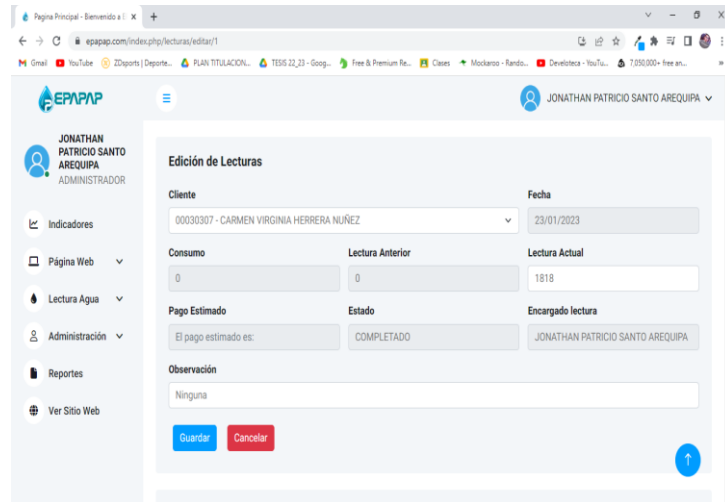 Pagina Principal - Bienvenido a l
epapap.com/index.php/lecturas/editar/1
Gmail YouTube ZDsports | Deporte... PLAN TITULACION... TESIS 22_23 - Goog... Free & Premium Re... Clases Mockaroo - Rando... Develoteca - YouTu... 7,050,000+ free an... »
EPAPAP
JONATHAN PATRICIO SANTO AREQUIPA
JONATHAN
PATRICIO SANTO
AREQUIPA
ADMINISTRADOR
Indicadores
Página Web
Lectura Agua
Administración
Reportes
Ver Sitio Web
Edición de Lecturas
Cliente Fecha
00030307 - CARMEN VIRGINIA HERRERA NUÑEZ 23/01/2023
Consumo Lectura Anterior Lectura Actual
0 0 1818
Pago Estimado Estado Encargado lectura
El pago estimado es: COMPLETADO JONATHAN PATRICIO SANTO AREQUIPA
Observación
Ninguna
Guardar Cancelar